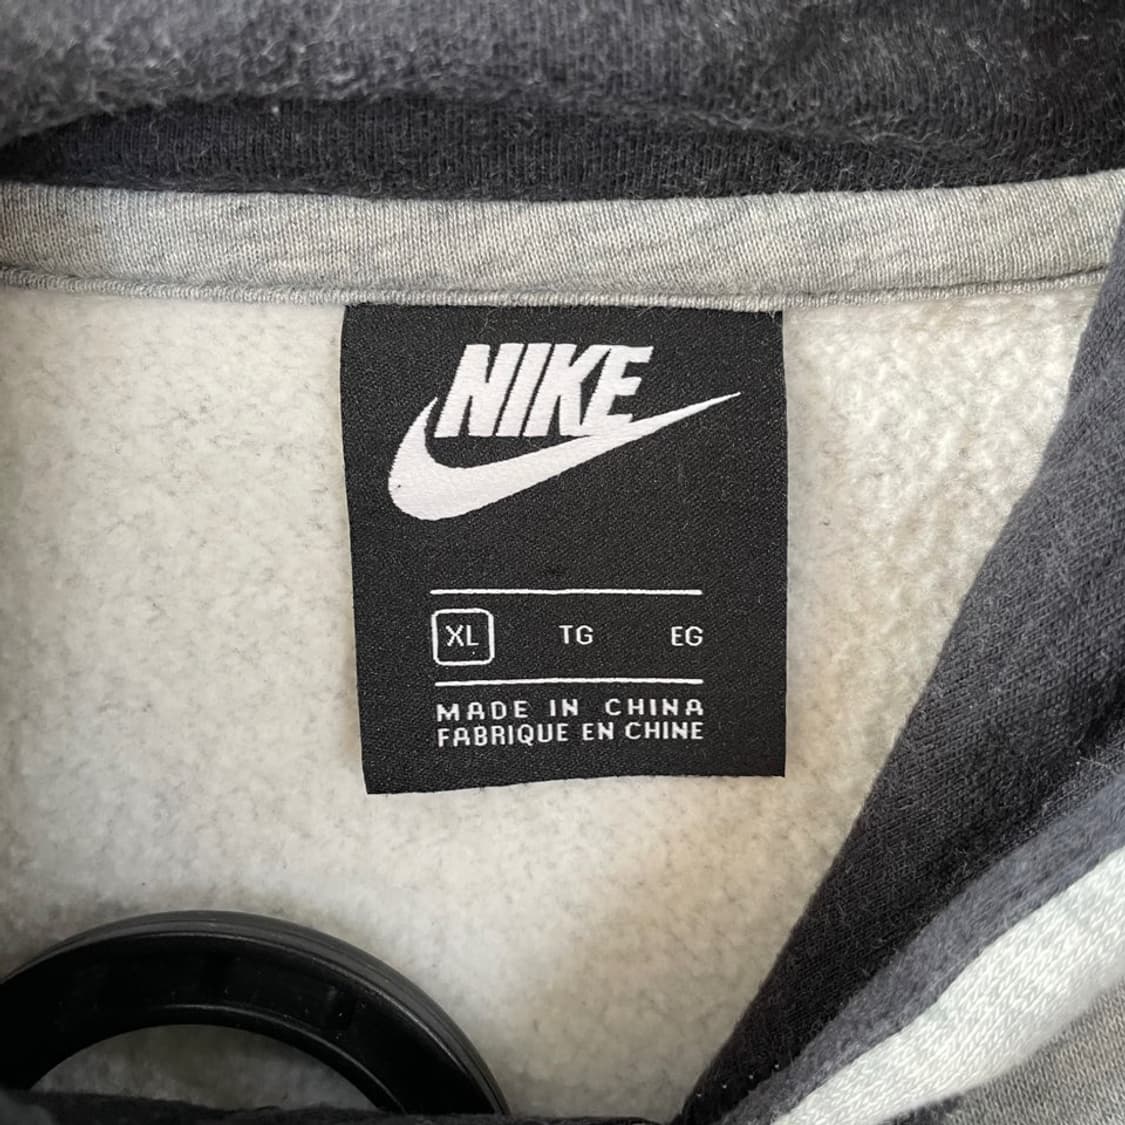 NIKE
XL TG EG
MADE IN CHINA
FABRIQUE EN CHINE